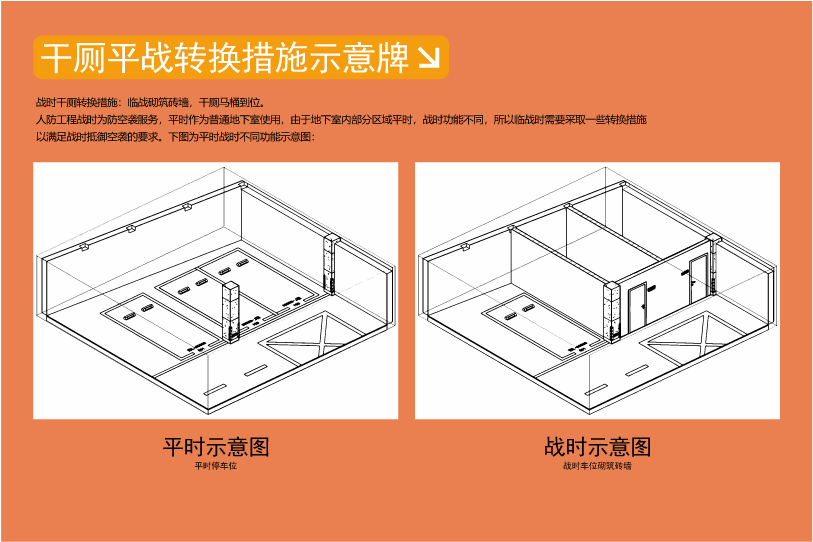 干厕平战转换措施示意牌
战时干厕转换措施：临战砌筑砖墙，干厕马桶到位。
人防工程战时为防空袭服务，平时作为普通地下室使用，由于地下室内部分区域平时，战时功能不同，所以临战时需要采取一些转换措施
以满足战时抵御空袭的要求。下图为平时战时不同功能示意图：
平时示意图
战时示意图
平时停车位
战时车位砌筑砖墙